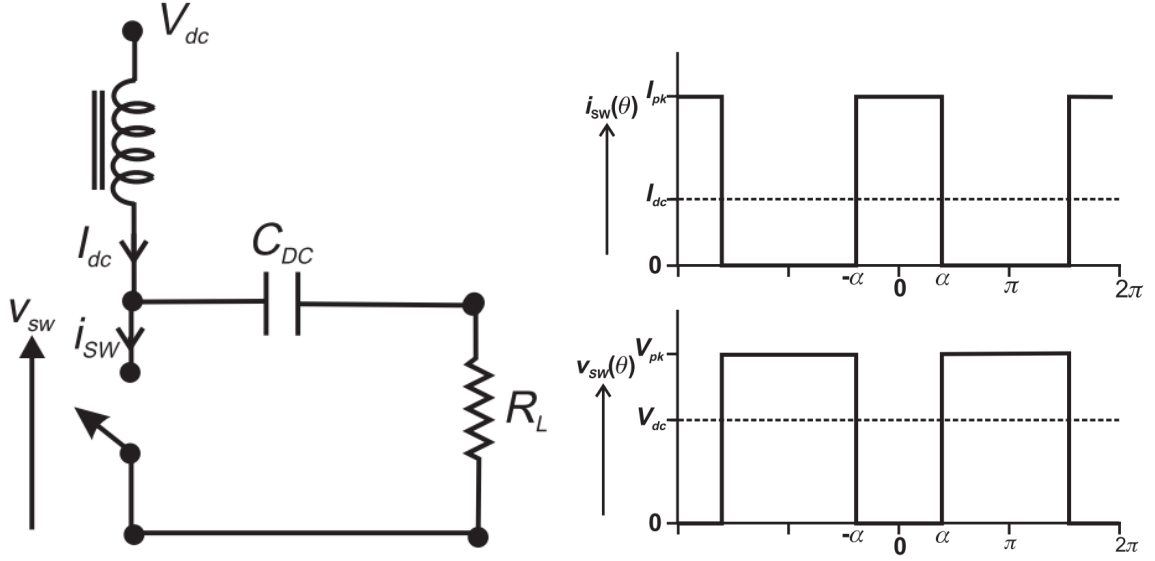 V_dc
I_dc
C_DC
v_sw
i_SW
R_L
I_pk
i_SW(θ)
I_dc
0
-α
0
α
π
2π
V_pk
v_SW(θ)
V_dc
0
-α
0
α
π
2π